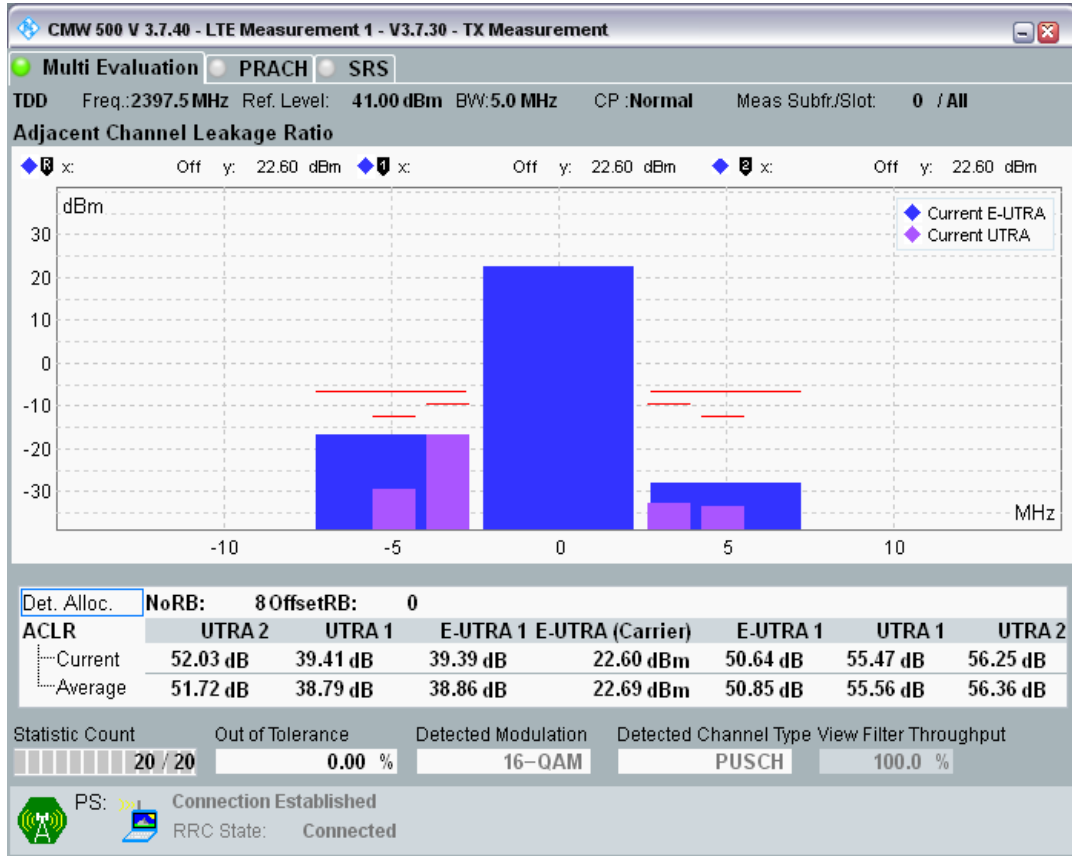 CMW 500 V 3.7.40 - LTE Measurement 1 - V3.7.30 - TX Measurement
Multi Evaluation PRACH SRS
TDD Freq.:2397.5 MHz Ref. Level: 41.00 dBm BW:5.0 MHz CP :Normal Meas Subfr./Slot: 0 / All
Adjacent Channel Leakage Ratio
R x: Off y: 22.60 dBm 1 x: Off y: 22.60 dBm 2 x: Off y: 22.60 dBm
dBm
Current E-UTRA
Current UTRA
30
20
10
0
-10
-20
-30
MHz
-10 -5 0 5 10
Det. Alloc. NoRB: 8 OffsetRB: 0
ACLR UTRA 2 UTRA 1 E-UTRA 1 E-UTRA (Carrier) E-UTRA 1 UTRA 1 UTRA 2
Current 52.03 dB 39.41 dB 39.39 dB 22.60 dBm 50.64 dB 55.47 dB 56.25 dB
Average 51.72 dB 38.79 dB 38.86 dB 22.69 dBm 50.85 dB 55.56 dB 56.36 dB
Statistic Count Out of Tolerance Detected Modulation Detected Channel Type View Filter Throughput
20 / 20 0.00 % 16-QAM PUSCH 100.0 %
PS: Connection Established
RRC State: Connected